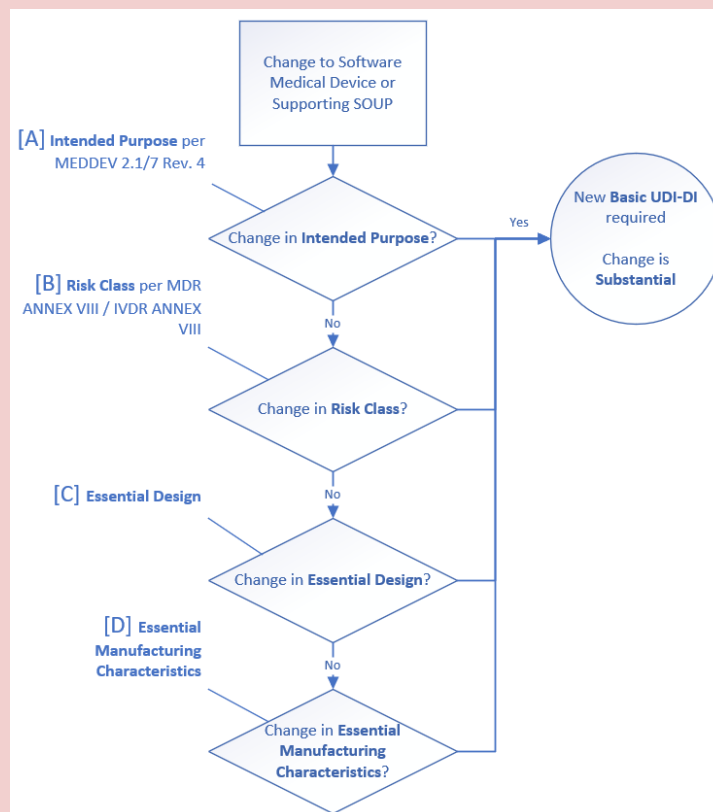 Change to Software
Medical Device or
Supporting SOUP
[A] Intended Purpose per
MEDDEV 2.1/7 Rev. 4
Change in Intended Purpose?
Yes
New Basic UDI-DI
required
Change is
Substantial
No
[B] Risk Class per MDR
ANNEX VIII / IVDR ANNEX
VIII
Change in Risk Class?
No
[C] Essential Design
Change in Essential Design?
No
[D] Essential
Manufacturing
Characteristics
Change in Essential
Manufacturing
Characteristics?